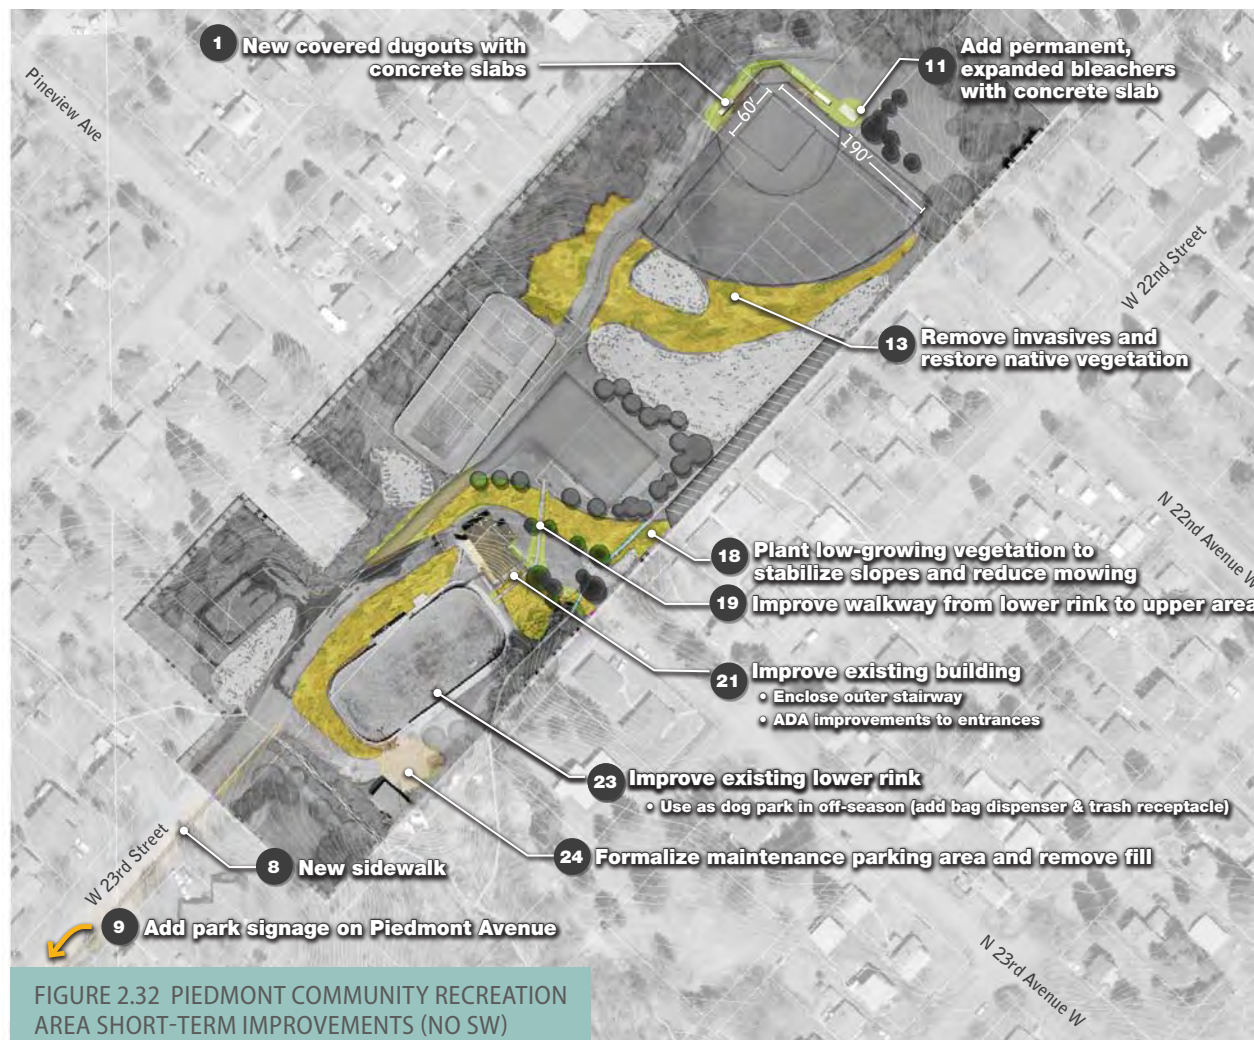 1 New covered dugouts with
concrete slabs
11 Add permanent,
expanded bleachers
with concrete slab
Pineview Ave
60'
190'
W 22nd Street
13 Remove invasives and
restore native vegetation
N 22nd Avenue W
18 Plant low-growing vegetation to
stabilize slopes and reduce mowing
19 Improve walkway from lower rink to upper area
21 Improve existing building
• Enclose outer stairway
• ADA improvements to entrances
23 Improve existing lower rink
• Use as dog park in off-season (add bag dispenser & trash receptacle)
24 Formalize maintenance parking area and remove fill
W 23rd Street
8 New sidewalk
9 Add park signage on Piedmont Avenue
N 23rd Avenue W
FIGURE 2.32 PIEDMONT COMMUNITY RECREATION
AREA SHORT-TERM IMPROVEMENTS (NO SW)